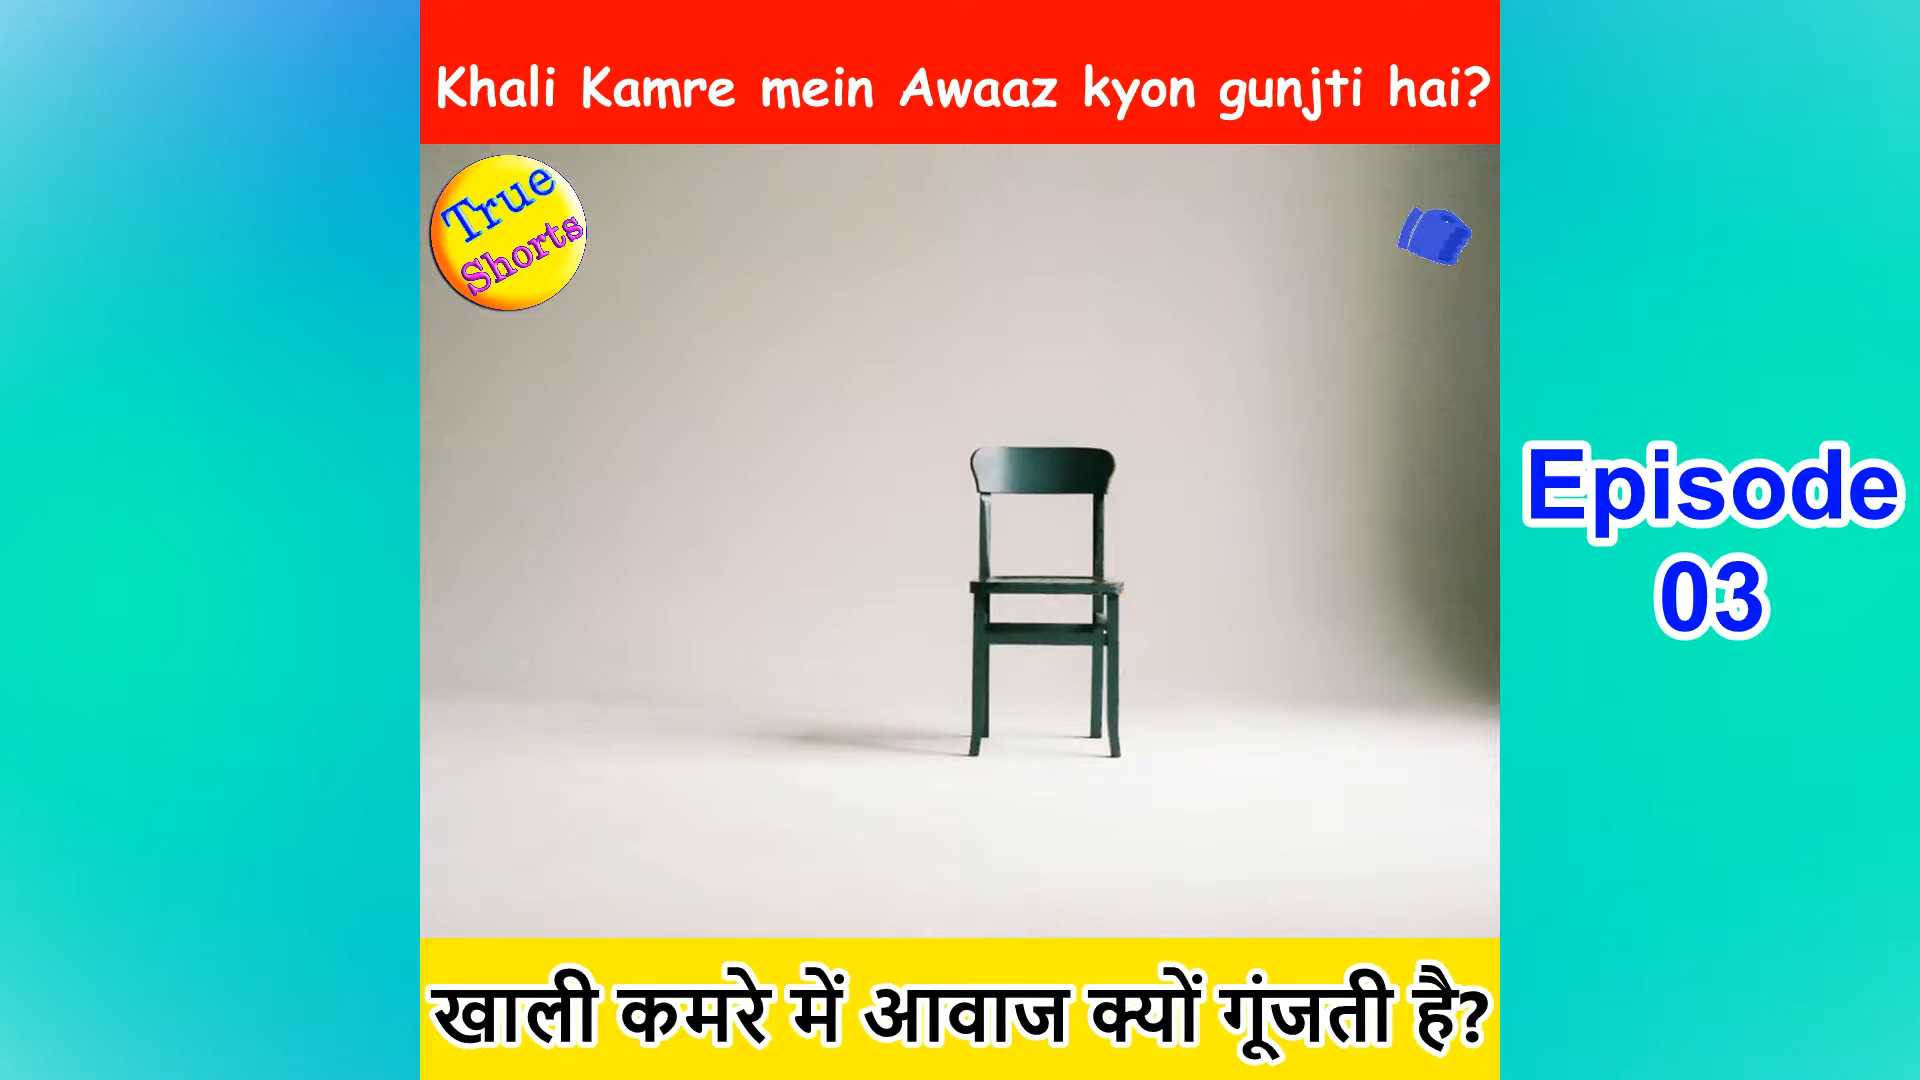 Khali Kamre mein Awaaz kyon gunjti hai?
True
Shorts
Episode
03
खाली कमरे में आवाज क्यों गूंजती है?